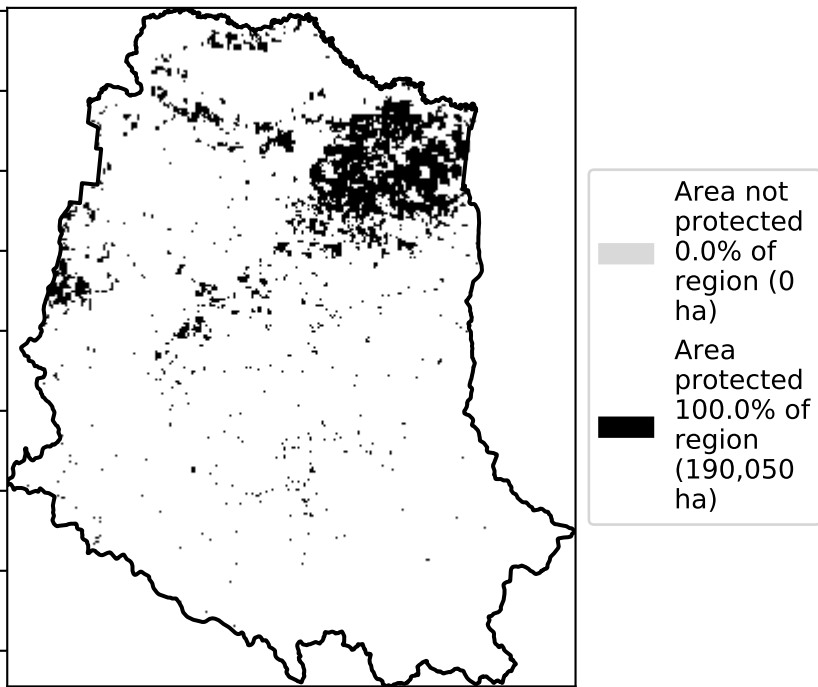 Area not
protected
0.0% of
region (0
ha)
Area
protected
100.0% of
region
(190,050
ha)